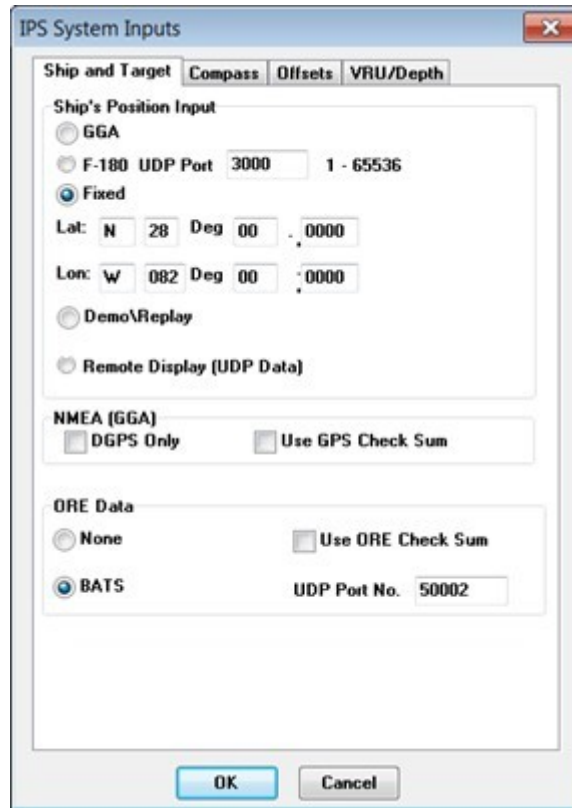 IPS System Inputs
Ship and Target Compass Offsets VRU/Depth
Ship's Position Input
GGA
F-180 UDP Port 3000 1 - 65536
Fixed
Lat: N 28 Deg 00 . 0000
Lon: W 082 Deg 00 . 0000
Demo\Replay
Remote Display (UDP Data)
NMEA (GGA)
DGPS Only Use GPS Check Sum
ORE Data
None Use ORE Check Sum
BATS UDP Port No. 50002
OK Cancel